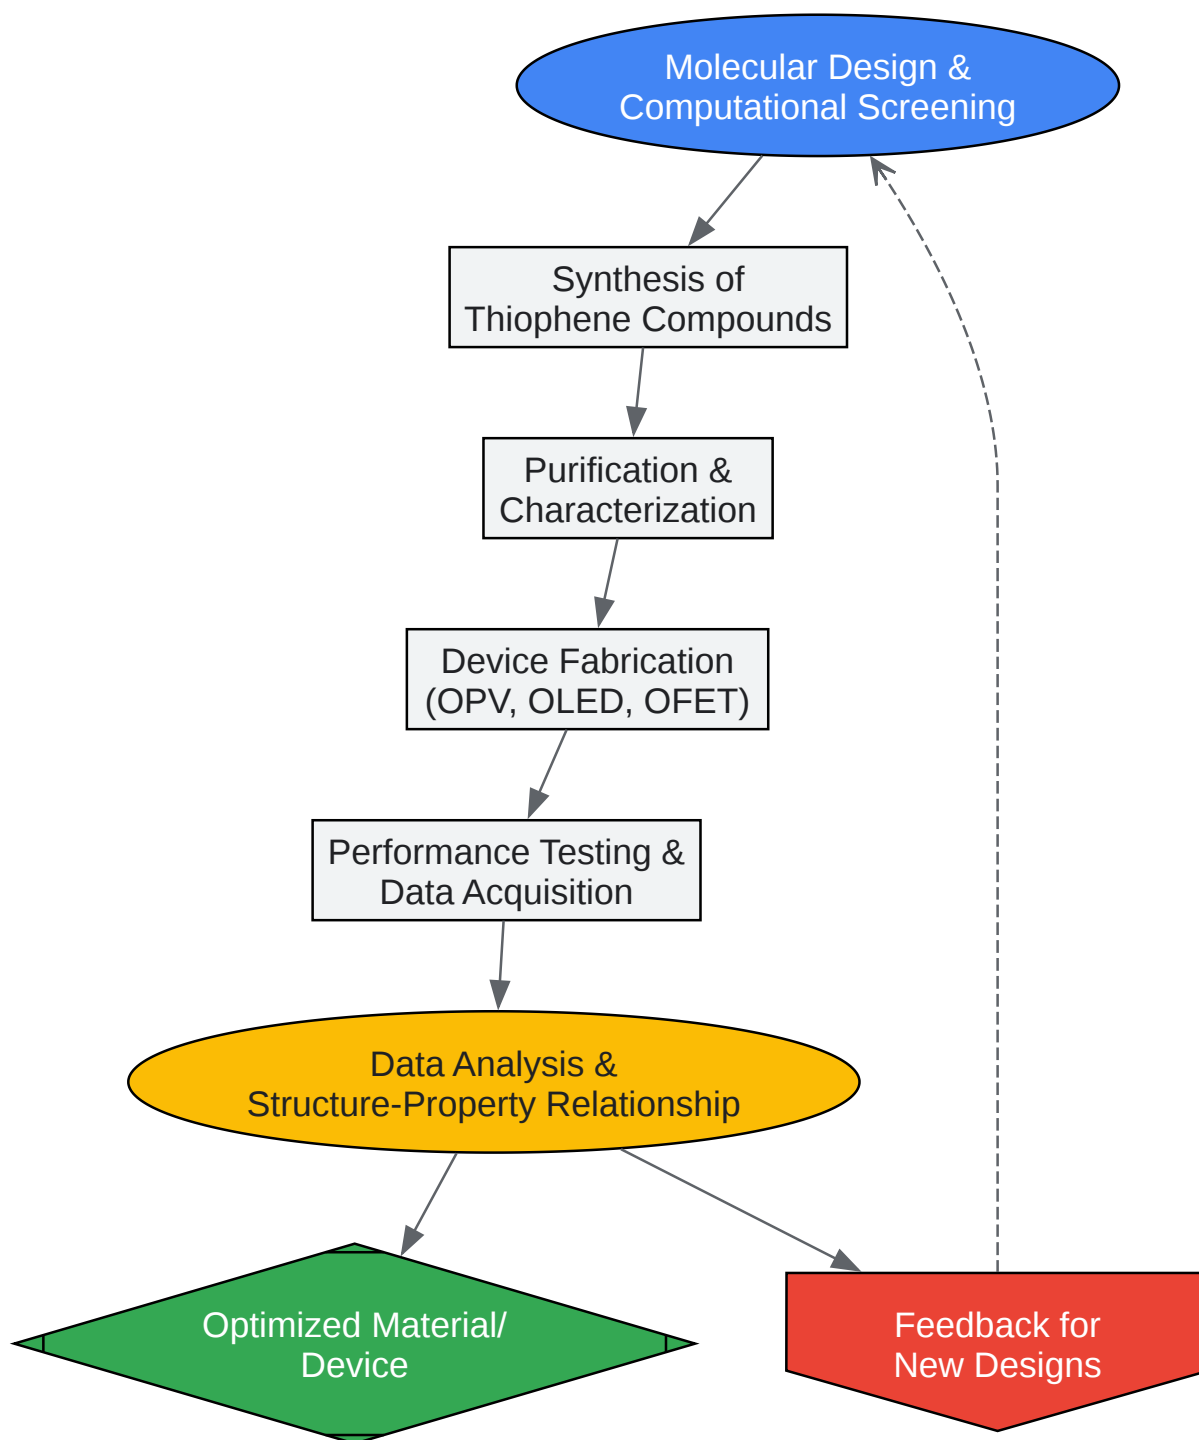 Molecular Design &
Computational Screening
Synthesis of
Thiophene Compounds
Purification &
Characterization
Device Fabrication
(OPV, OLED, OFET)
Performance Testing &
Data Acquisition
Data Analysis &
Structure-Property Relationship
Optimized Material/
Device
Feedback for
New Designs